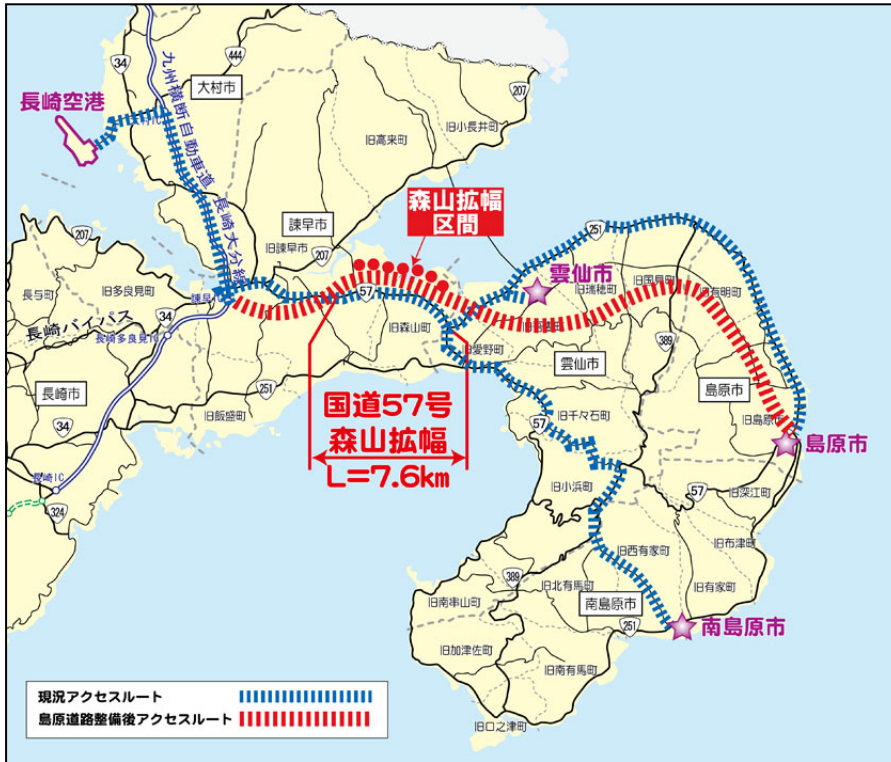 長崎空港
34
444
大村市
九州横断自動車道 長崎大分線
207
旧小長井町
旧高来町
諫早市
旧諫早市
207
森山拡幅
区間
251
雲仙市
旧瑞穂町
旧国見町
旧有明町
207
長与町
旧多良見町
諫早IC
57
34
長崎バイパス
長崎多良見IC
旧森山町
旧愛野町
389
雲仙市
長崎市
251
旧飯盛町
34
国道57号
森山拡幅
L=7.6km
57
旧千々石町
島原市
旧島原市
島原市
長崎IC
324
旧小浜町
57
旧深江町
旧布津町
旧西有家町
389
旧北有馬町
旧有家町
旧南串山町
南島原市
251
南島原市
旧加津佐町
旧南有馬町
旧口之津町
現況アクセスルート
島原道路整備後アクセスルート